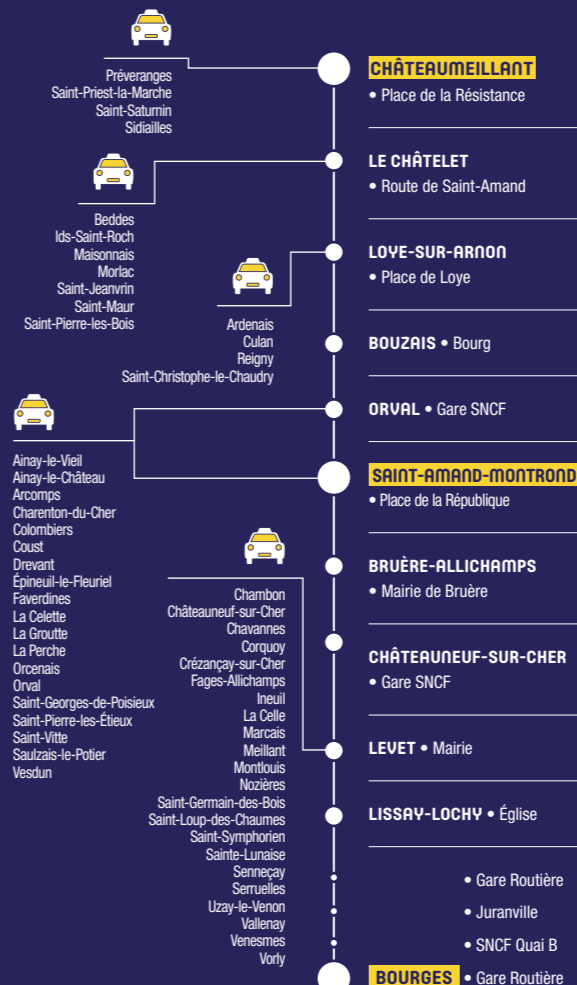 Préveranges
Saint-Priest-la-Marche
Saint-Saturnin
Sidiailles
CHÂTEAUMEILLANT
• Place de la Résistance
LE CHÂTELET
• Route de Saint-Amand
Beddes
Ids-Saint-Roch
Maisonnais
Morlac
Saint-Jeanvrin
Saint-Maur
Saint-Pierre-les-Bois
LOYE-SUR-ARNON
• Place de Loye
Ardenais
Culan
Reigny
Saint-Christophe-le-Chaudry
BOUZAIS • Bourg
ORVAL • Gare SNCF
Ainay-le-Vieil
Ainay-le-Château
Arcomps
Charenton-du-Cher
Colombiers
Coust
Drevant
Épineuil-le-Fleuriel
Faverdines
La Celette
La Groutte
La Perche
Orcenais
Orval
Saint-Georges-de-Poisieux
Saint-Pierre-les-Étieux
Saint-Vitte
Saulzais-le-Potier
Vesdun
SAINT-AMAND-MONTROND
• Place de la République
BRUÈRE-ALLICHAMPS
• Mairie de Bruère
CHÂTEAUNEUF-SUR-CHER
• Gare SNCF
Chambon
Châteauneuf-sur-Cher
Chavannes
Corquoy
Crézançay-sur-Cher
Fages-Allichamps
Ineuil
La Celle
Marcais
Meillant
Montlouis
Nozières
Saint-Germain-des-Bois
Saint-Loup-des-Chaumes
Saint-Symphorien
Sainte-Lunaise
Senneçay
Serruelles
Uzay-le-Venon
Vallenay
Venesmes
Vorly
LEVET • Mairie
LISSAY-LOCHY • Église
• Gare Routière
• Juranville
• SNCF Quai B
BOURGES • Gare Routière